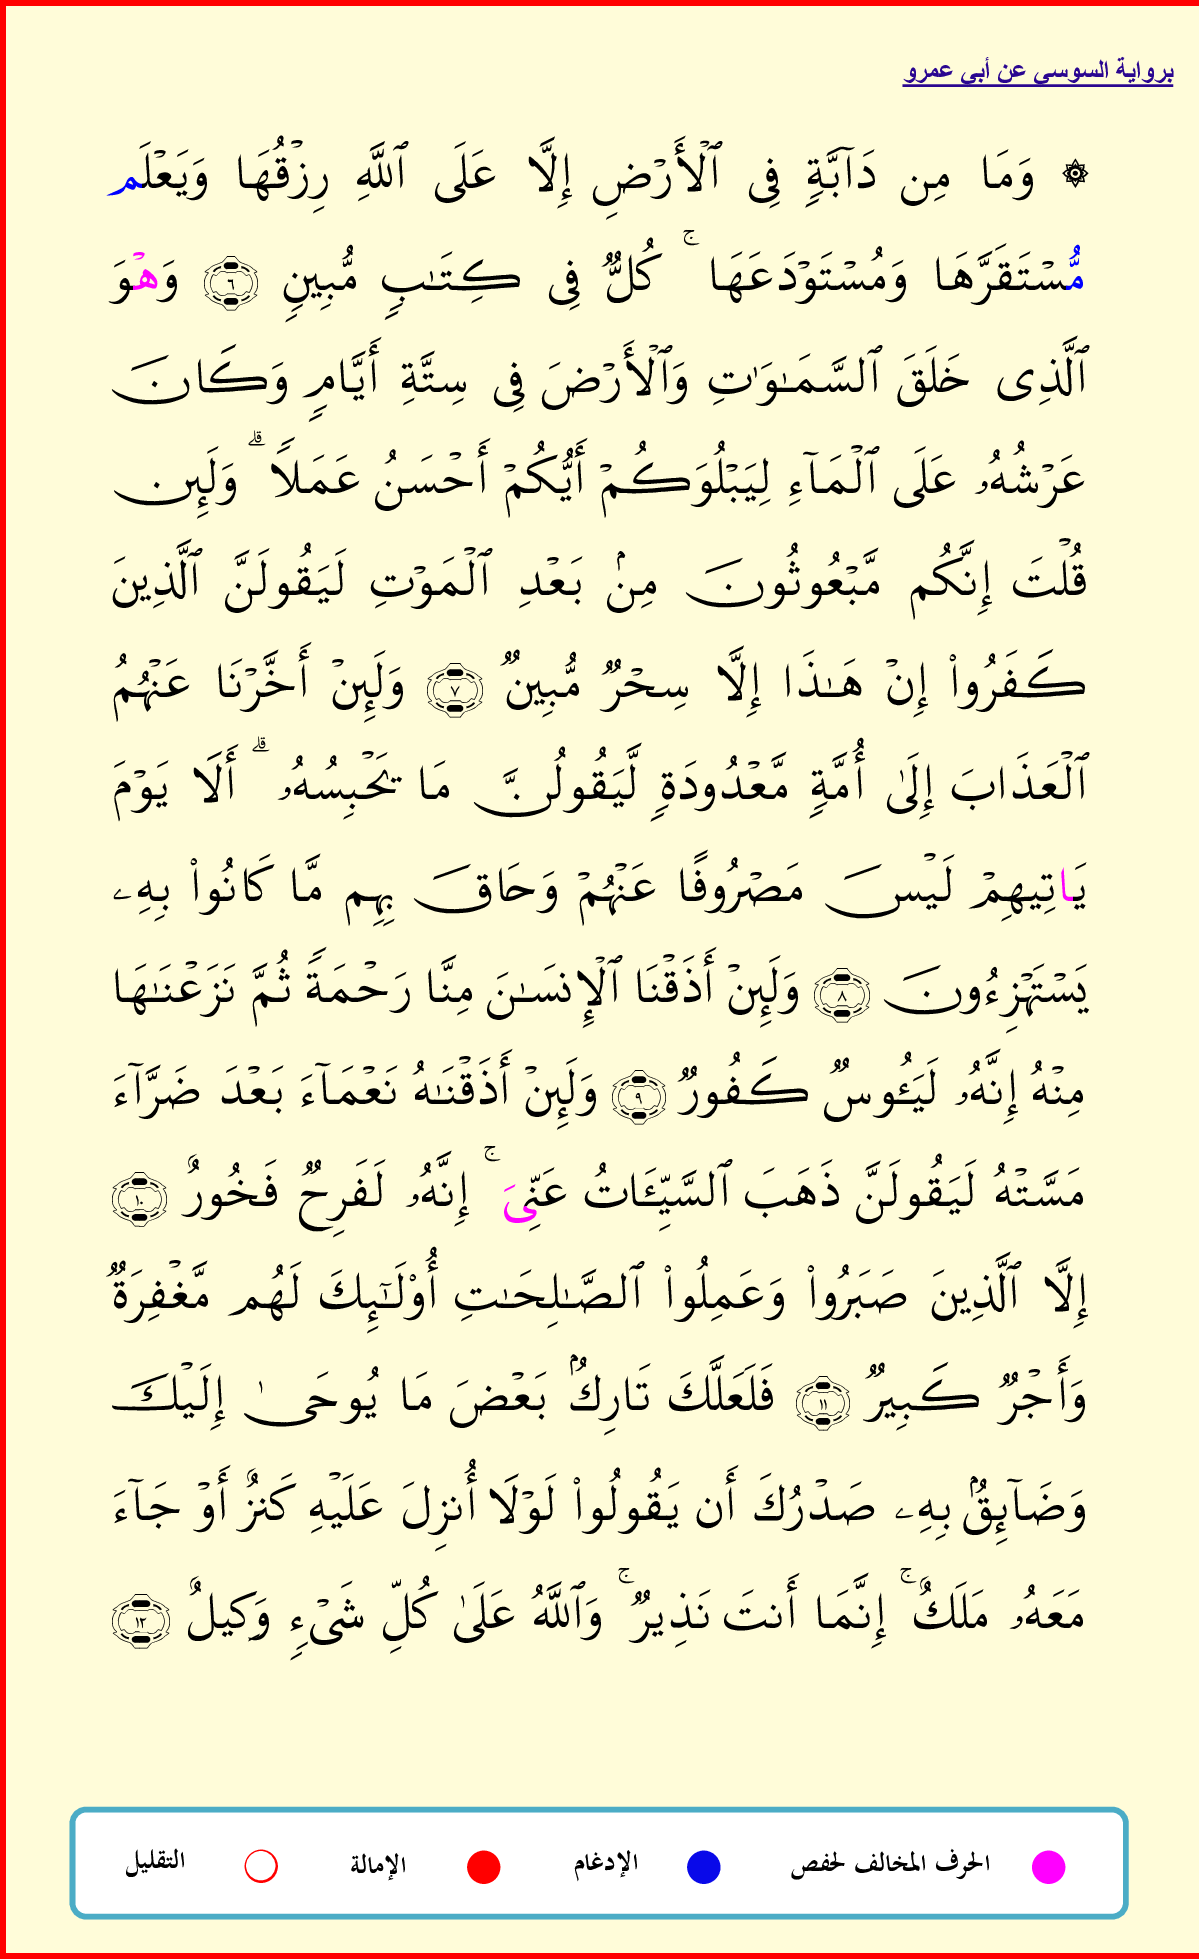 برواية السوسي عن أبي عمرو
۞ وَمَا مِن دَآبَّةٖ فِي ٱلۡأَرۡضِ إِلَّا عَلَى ٱللَّهِ رِزۡقُهَا وَيَعۡلَم
مُّسۡتَقَرَّهَا وَمُسۡتَوۡدَعَهَاۚ كُلّٞ فِي كِتَٰبٖ مُّبِينٖ ٦ وَهۡوَ
ٱلَّذِي خَلَقَ ٱلسَّمَٰوَٰتِ وَٱلۡأَرۡضَ فِي سِتَّةِ أَيَّامٖ وَكَانَ
عَرۡشُهُۥ عَلَى ٱلۡمَآءِ لِيَبۡلُوَكُمۡ أَيُّكُمۡ أَحۡسَنُ عَمَلٗاۗ وَلَئِن
قُلۡتَ إِنَّكُم مَّبۡعُوثُونَ مِنۢ بَعۡدِ ٱلۡمَوۡتِ لَيَقُولَنَّ ٱلَّذِينَ
كَفَرُواْ إِنۡ هَٰذَا إِلَّا سِحۡرٞ مُّبِينٞ ٧ وَلَئِنۡ أَخَّرۡنَا عَنۡهُمُ
ٱلۡعَذَابَ إِلَىٰ أُمَّةٖ مَّعۡدُودَةٖ لَّيَقُولُنَّ مَا يَحۡبِسُهُۥۗ أَلَا يَوۡمَ
يَاتِيهِمۡ لَيۡسَ مَصۡرُوفًا عَنۡهُمۡ وَحَاقَ بِهِم مَّا كَانُواْ بِهِۦ
يَسۡتَهۡزِءُونَ ٨ وَلَئِنۡ أَذَقۡنَا ٱلۡإِنسَٰنَ مِنَّا رَحۡمَةٗ ثُمَّ نَزَعۡنَٰهَا
مِنۡهُ إِنَّهُۥ لَيَـُٔوسٞ كَفُورٞ ٩ وَلَئِنۡ أَذَقۡنَٰهُ نَعۡمَآءَ بَعۡدَ ضَرَّآءَ
مَسَّتۡهُ لَيَقُولَنَّ ذَهَبَ ٱلسَّيِّـَٔاتُ عَنِّيَۚ إِنَّهُۥ لَفَرِحٞ فَخُورٌ ١٠
إِلَّا ٱلَّذِينَ صَبَرُواْ وَعَمِلُواْ ٱلصَّٰلِحَٰتِ أُوْلَٰٓئِكَ لَهُم مَّغۡفِرَةٞ
وَأَجۡرٞ كَبِيرٞ ١١ فَلَعَلَّكَ تَارِكُۢ بَعۡضَ مَا يُوحَىٰ إِلَيۡكَ
وَضَآئِقُۢ بِهِۦ صَدۡرُكَ أَن يَقُولُواْ لَوۡلَا أُنزِلَ عَلَيۡهِ كَنزٌ أَوۡ جَآءَ
مَعَهُۥ مَلَكٌۚ إِنَّمَا أَنتَ نَذِيرٞۚ وَٱللَّهُ عَلَىٰ كُلِّ شَيۡءٖ وَكِيلٌ ١٢
الحرف المخالف لحفص الإدغام الإمالة التقليل